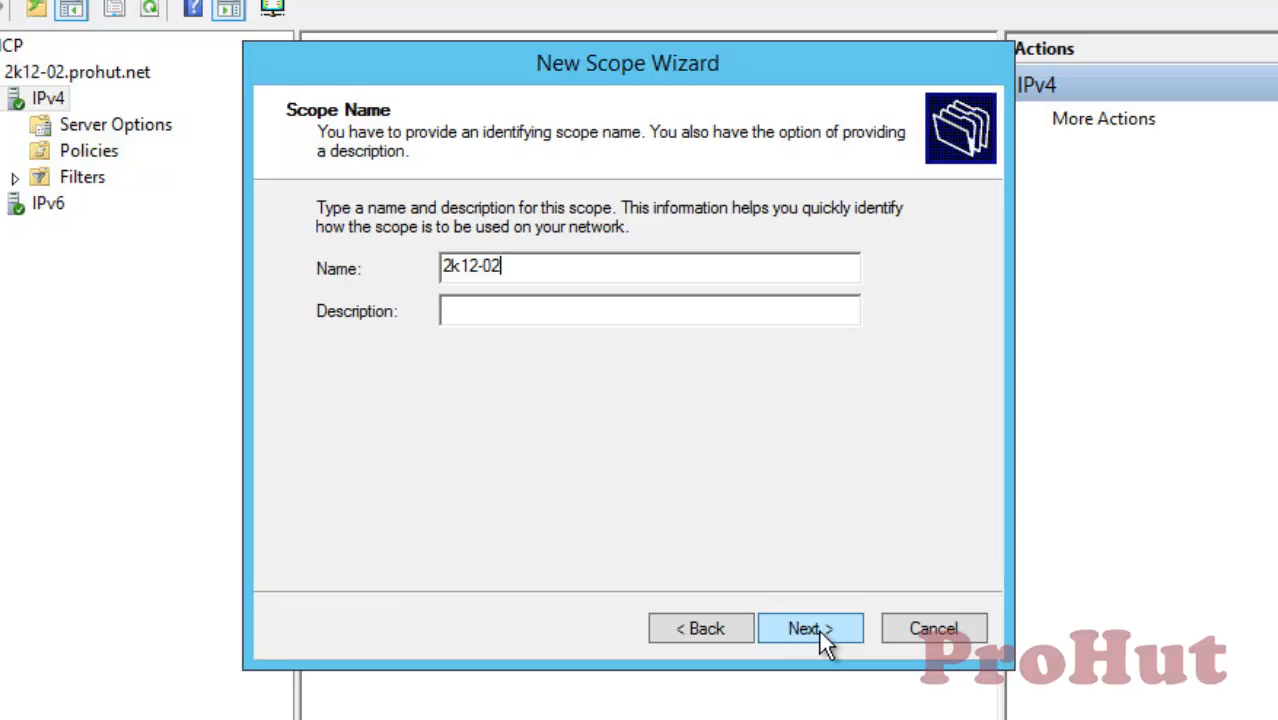 CP
2k12-02.prohut.net
IPv4
Server Options
Policies
Filters
IPv6
New Scope Wizard
Scope Name
You have to provide an identifying scope name. You also have the option of providing
a description.
Type a name and description for this scope. This information helps you quickly identify
how the scope is to be used on your network.
Name:
2k12-02
Description:
< Back
Next >
Cancel
Actions
IPv4
More Actions
ProHut